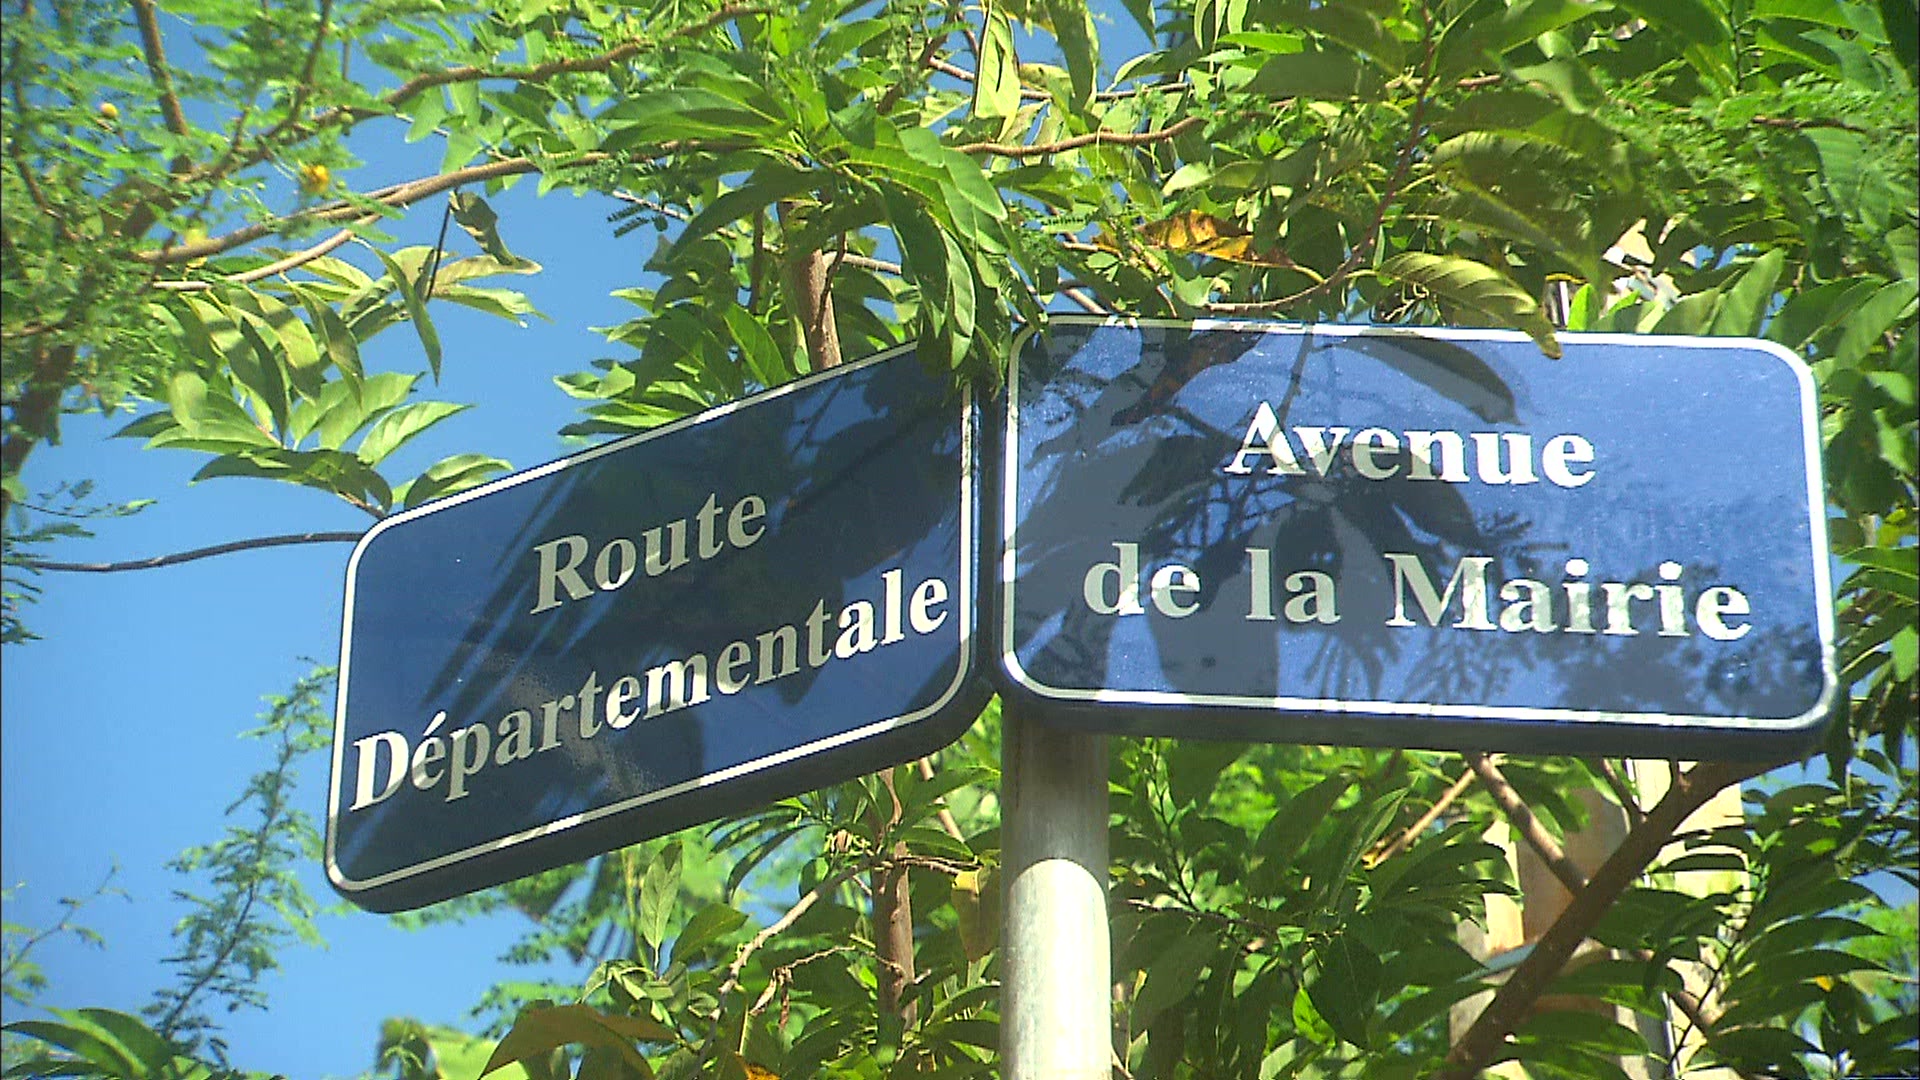 Route
Départementale
Avenue
de la Mairie